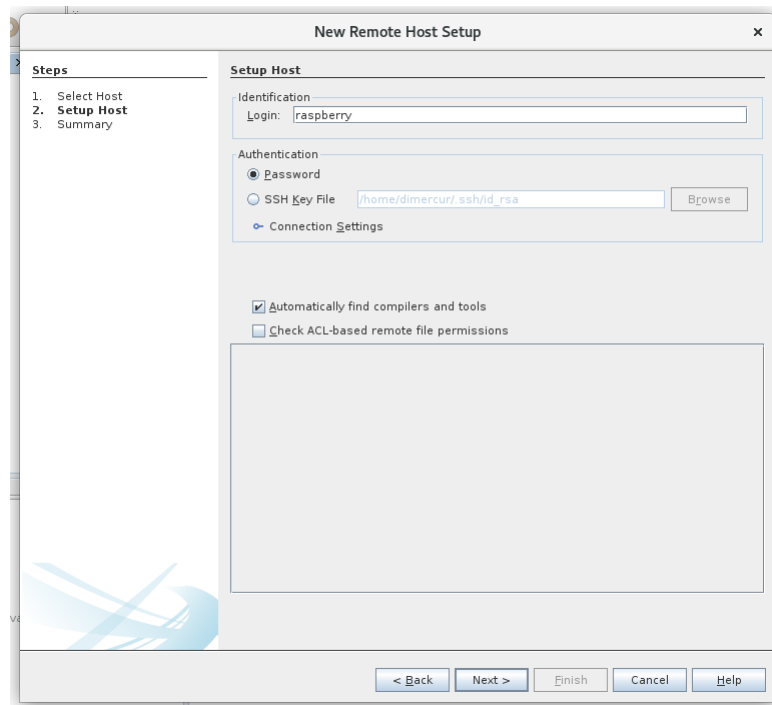 New Remote Host Setup
Steps
1. Select Host
2. Setup Host
3. Summary
Setup Host
Identification
Login: raspberry
Authentication
Password
SSH Key File /home/dimercur/.ssh/id_rsa Browse
Connection Settings
Automatically find compilers and tools
Check ACL-based remote file permissions
< Back Next > Finish Cancel Help